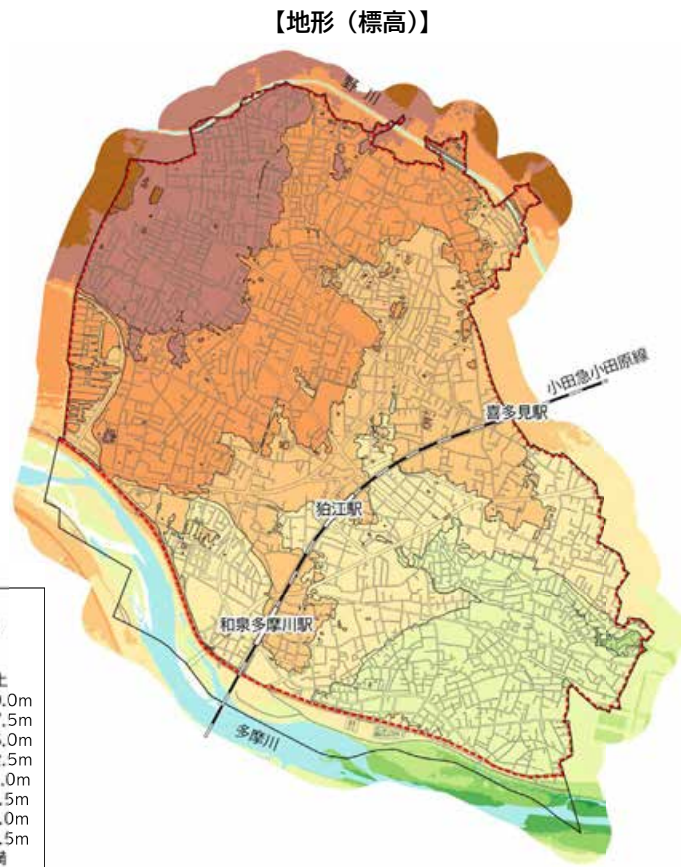 【地形（標高）】
野川
小田急小田原線
喜多見駅
狛江駅
和泉多摩川駅
多摩川
.0m
.5m
.0m
.5m
.0m
.5m
.0m
.5m